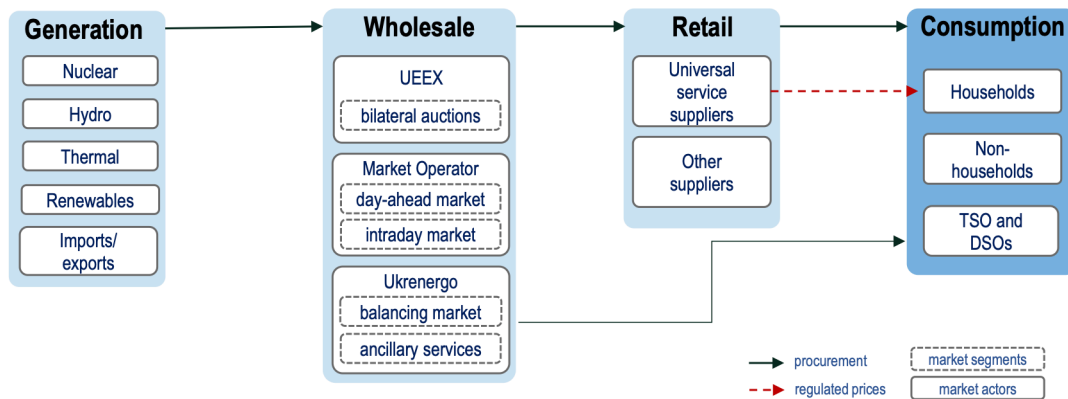 Generation
Nuclear
Hydro
Thermal
Renewables
Imports/
exports
Wholesale
UEEX
bilateral auctions
Market Operator
day-ahead market
intraday market
Ukrenergo
balancing market
ancillary services
Retail
Universal
service
suppliers
Other
suppliers
Consumption
Households
Non-
households
TSO and
DSOs
procurement
market segments
regulated prices
market actors